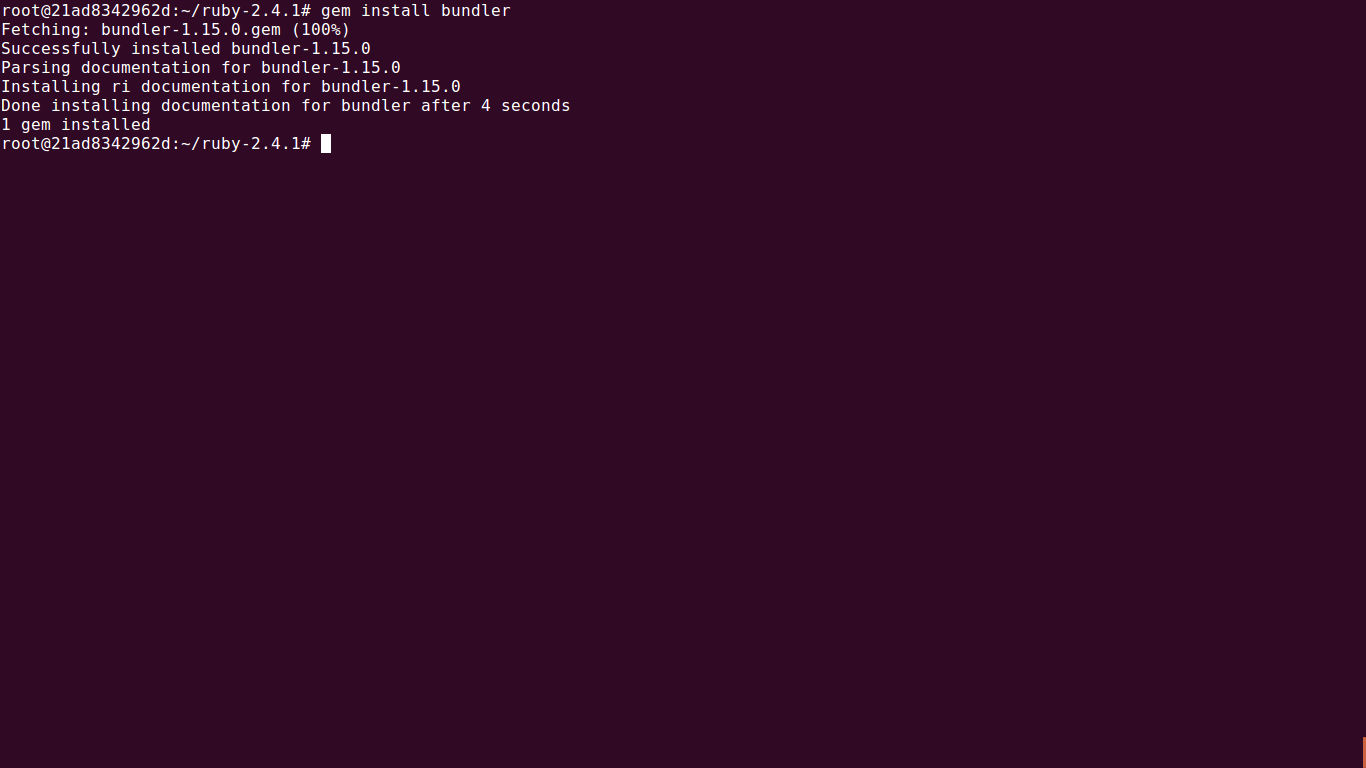 root@21ad8342962d:~/ruby-2.4.1# gem install bundler
Fetching: bundler-1.15.0.gem (100%)
Successfully installed bundler-1.15.0
Parsing documentation for bundler-1.15.0
Installing ri documentation for bundler-1.15.0
Done installing documentation for bundler after 4 seconds
1 gem installed
root@21ad8342962d:~/ruby-2.4.1#